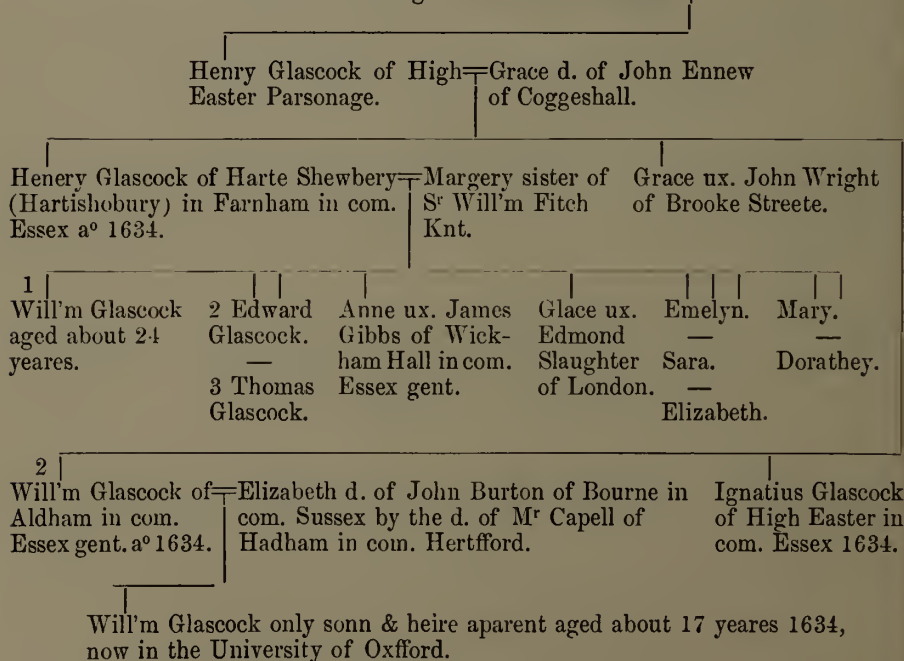 Henry Glascock of High Easter Parsonage.
Grace d. of John Ennew of Coggeshall.
Henery Glascock of Harte Shewbery (Hartishobury) in Farnham in com. Essex aº 1634.
Margery sister of Sʳ Will'm Fitch Knt.
Grace ux. John Wright of Brooke Streete.
1
Will'm Glascock
aged about 24
yeares.
2 Edward
Glascock.
—
3 Thomas
Glascock.
Anne ux. James
Gibbs of Wick-
ham Hall in com.
Essex gent.
Glace ux.
Edmond
Slaughter
of London.
Emelyn.
—
Sara.
—
Elizabeth.
Mary.
—
Dorathey.
2
Will'm Glascock of
Aldham in com.
Essex gent. aº 1634.
Elizabeth d. of John Burton of Bourne in
com. Sussex by the d. of Mʳ Capell of
Hadham in com. Hertfford.
Ignatius Glascock
of High Easter in
com. Essex 1634.
Will'm Glascock only sonn & heire aparent aged about 17 yeares 1634,
now in the University of Oxfford.